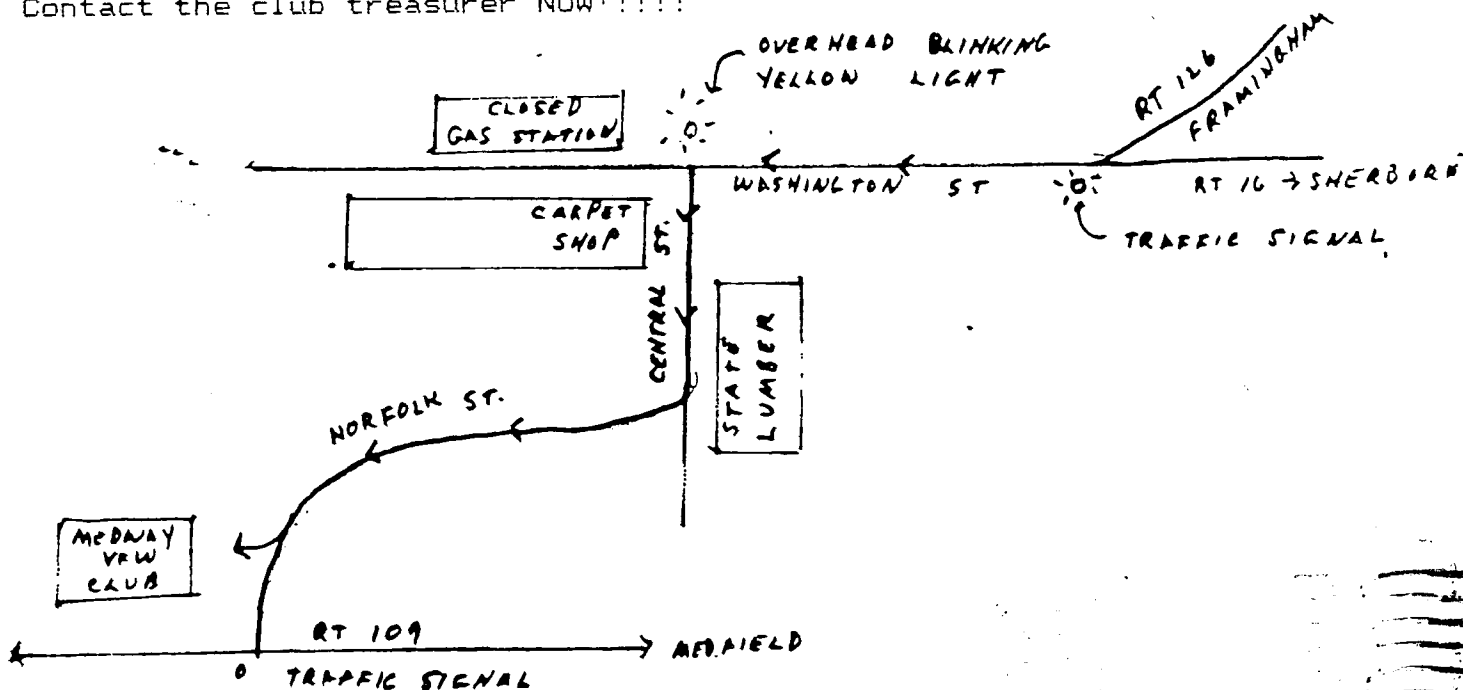 Contact the club treasurer NOW!!!!!
OVERHEAD BLINKING
YELLOW LIGHT
RT 126
FRAMINGHAM
CLOSED
GAS STATION
WASHINGTON ST
RT 16 → SHERBORN
TRAFFIC SIGNAL
CARPET
SHOP
CENTRAL ST.
STATE
LUMBER
NORFOLK ST.
MEDWAY
VFW
CLUB
RT 109
MEDFIELD
TRAFFIC SIGNAL